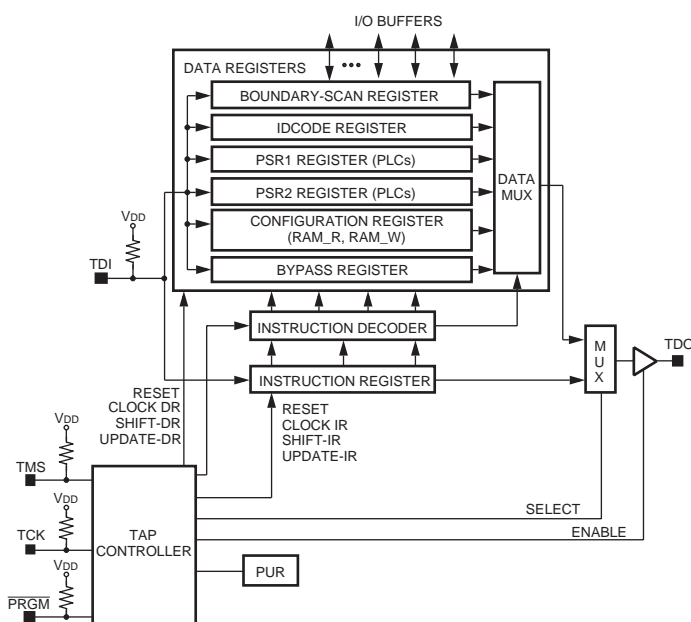 I/O BUFFERS
DATA REGISTERS
BOUNDARY-SCAN REGISTER
IDCODE REGISTER
PSR1 REGISTER (PLCs)
PSR2 REGISTER (PLCs)
CONFIGURATION REGISTER
(RAM_R, RAM_W)
BYPASS REGISTER
DATA
MUX
VDD
TDI
INSTRUCTION DECODER
INSTRUCTION REGISTER
M
U
X
TDO
RESET
CLOCK DR
SHIFT-DR
UPDATE-DR
RESET
CLOCK IR
SHIFT-IR
UPDATE-IR
VDD
TMS
VDD
TCK
VDD
PRGM
TAP
CONTROLLER
SELECT
ENABLE
PUR